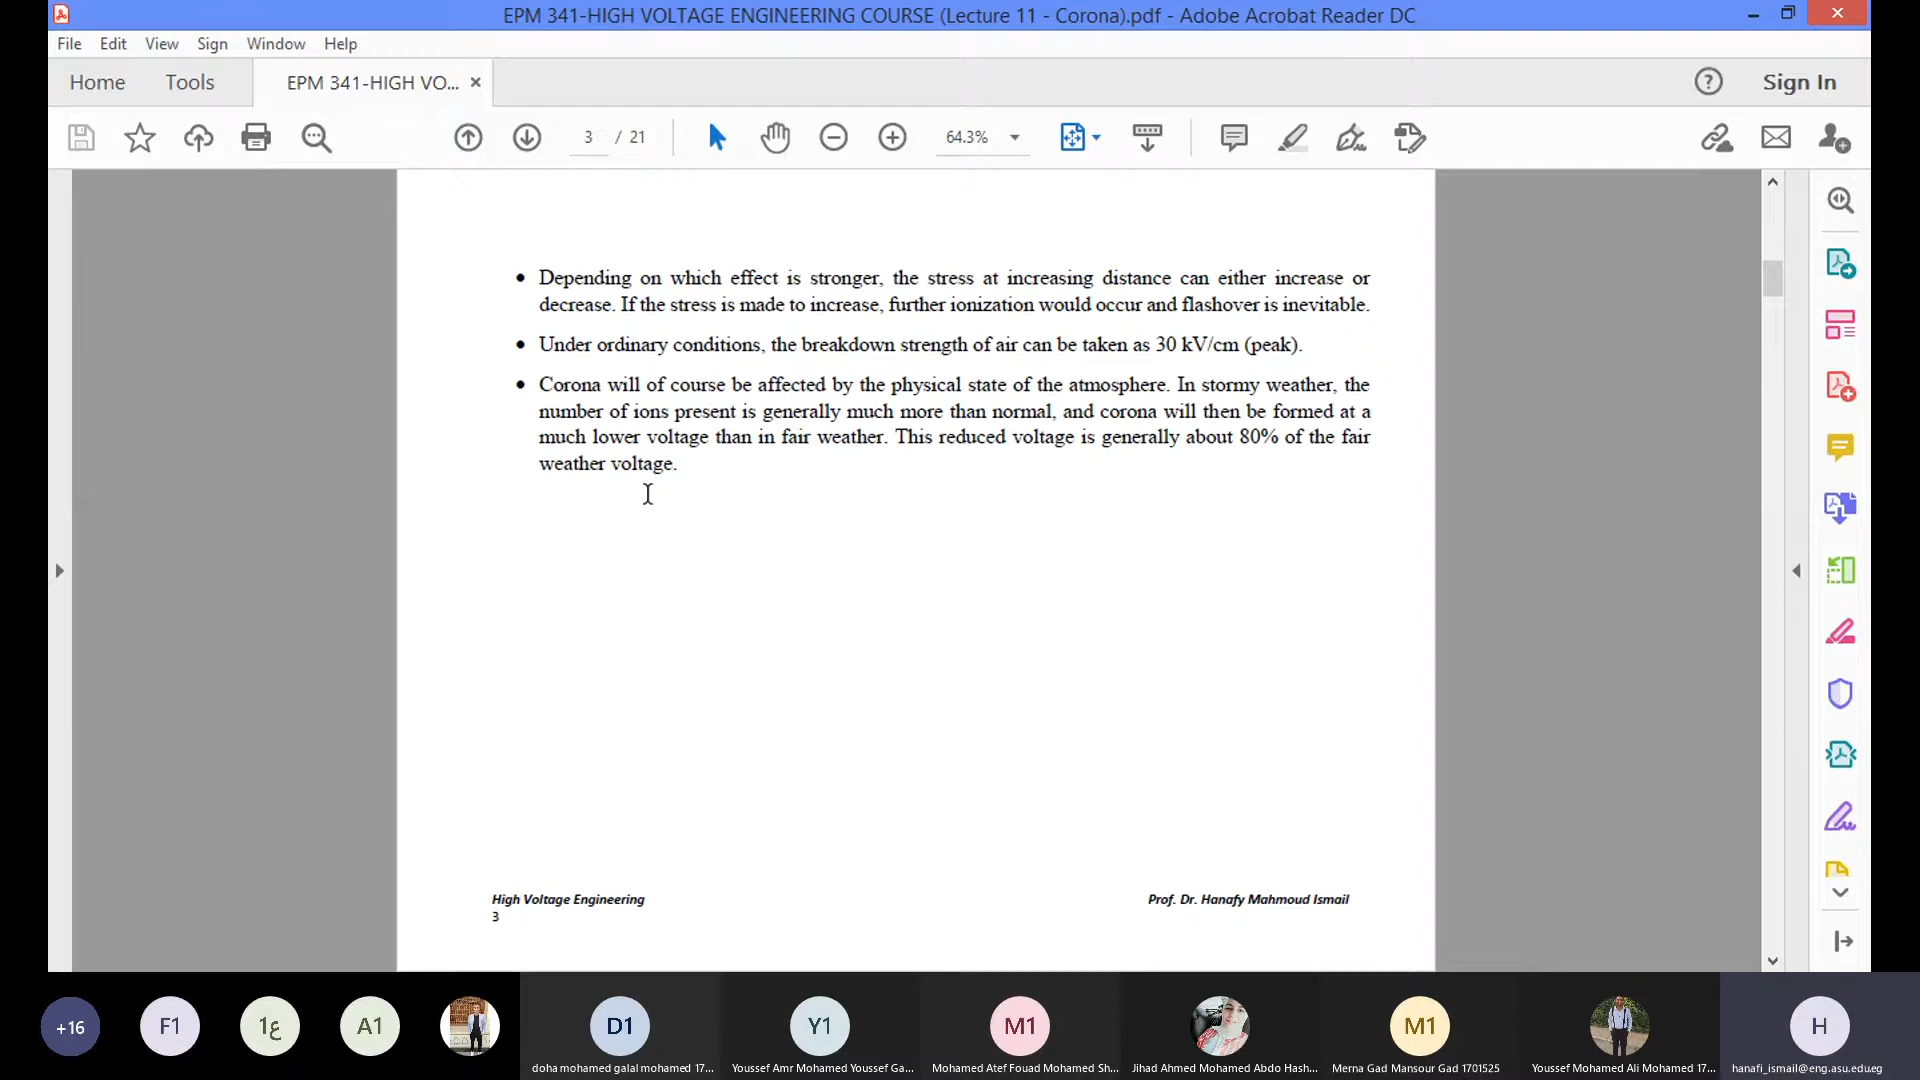 EPM 341-HIGH VOLTAGE ENGINEERING COURSE (Lecture 11 - Corona).pdf - Adobe Acrobat Reader DC
File Edit View Sign Window Help
Home Tools EPM 341-HIGH VO... Sign In
3 / 21 64.3%
• Depending on which effect is stronger, the stress at increasing distance can either increase or
decrease. If the stress is made to increase, further ionization would occur and flashover is inevitable.
• Under ordinary conditions, the breakdown strength of air can be taken as 30 kV/cm (peak).
• Corona will of course be affected by the physical state of the atmosphere. In stormy weather, the
number of ions present is generally much more than normal, and corona will then be formed at a
much lower voltage than in fair weather. This reduced voltage is generally about 80% of the fair
weather voltage.
High Voltage Engineering Prof. Dr. Hanafy Mahmoud Ismail
3
+16 F1 ع1 A1 D1 Y1 M1 M1 H
doha mohamed galal mohamed 17... Youssef Amr Mohamed Youssef Ga... Mohamed Atef Fouad Mohamed Sh... Jihad Ahmed Mohamed Abdo Hash... Merna Gad Mansour Gad 1701525 Youssef Mohamed Ali Mohamed 17... hanafi_ismail@eng.asu.edu.eg